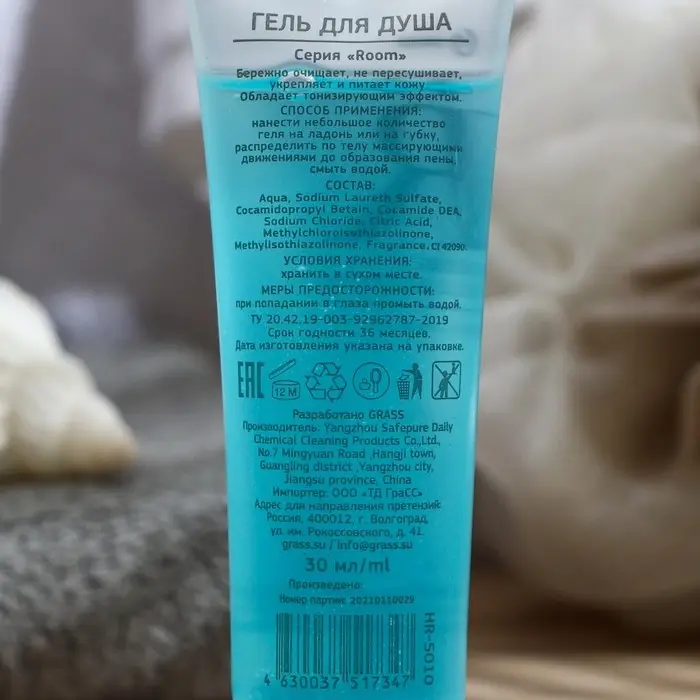 ГЕЛЬ ДЛЯ ДУША
Серия «Room»
Бережно очищает, не пересушивает,
укрепляет и питает кожу
Обладает тонизирующим эффектом.
СПОСОБ ПРИМЕНЕНИЯ:
нанести небольшое количество
геля на ладонь или на губку,
распределить по телу массирующими
движениями до образования пены,
смыть водой.
СОСТАВ:
Aqua, Sodium Laureth Sulfate,
Cocamidopropyl Betain, Cocamide DEA,
Sodium Chloride, Citric Acid,
Methylchloroisothiazolinone,
Methylisothiazolinone, Fragrance, CI 42090.
УСЛОВИЯ ХРАНЕНИЯ:
хранить в сухом месте.
МЕРЫ ПРЕДОСТОРОЖНОСТИ:
при попадании в глаза промыть водой.
ТУ 20.42.19-003-92962787-2019
Срок годности 36 месяцев.
Дата изготовления указана на упаковке.
EAC 12 M
Разработано GRASS
Производитель: Yangzhou Safepure Daily
Chemical Cleaning Products Co.,Ltd.,
No.7 Mingyuan Road ,Hangji town,
Guangling district ,Yangzhou city,
Jiangsu province, China
Импортер: ООО «ТД ГраСС»
Адрес для направления претензий:
Россия, 400012, г. Волгоград,
ул. им. Рокоссовского, д. 41.
grass.su / info@grass.su
30 мл/ml
Произведено:
Номер партии: 20210110029
HR-5010
4 630037 517347